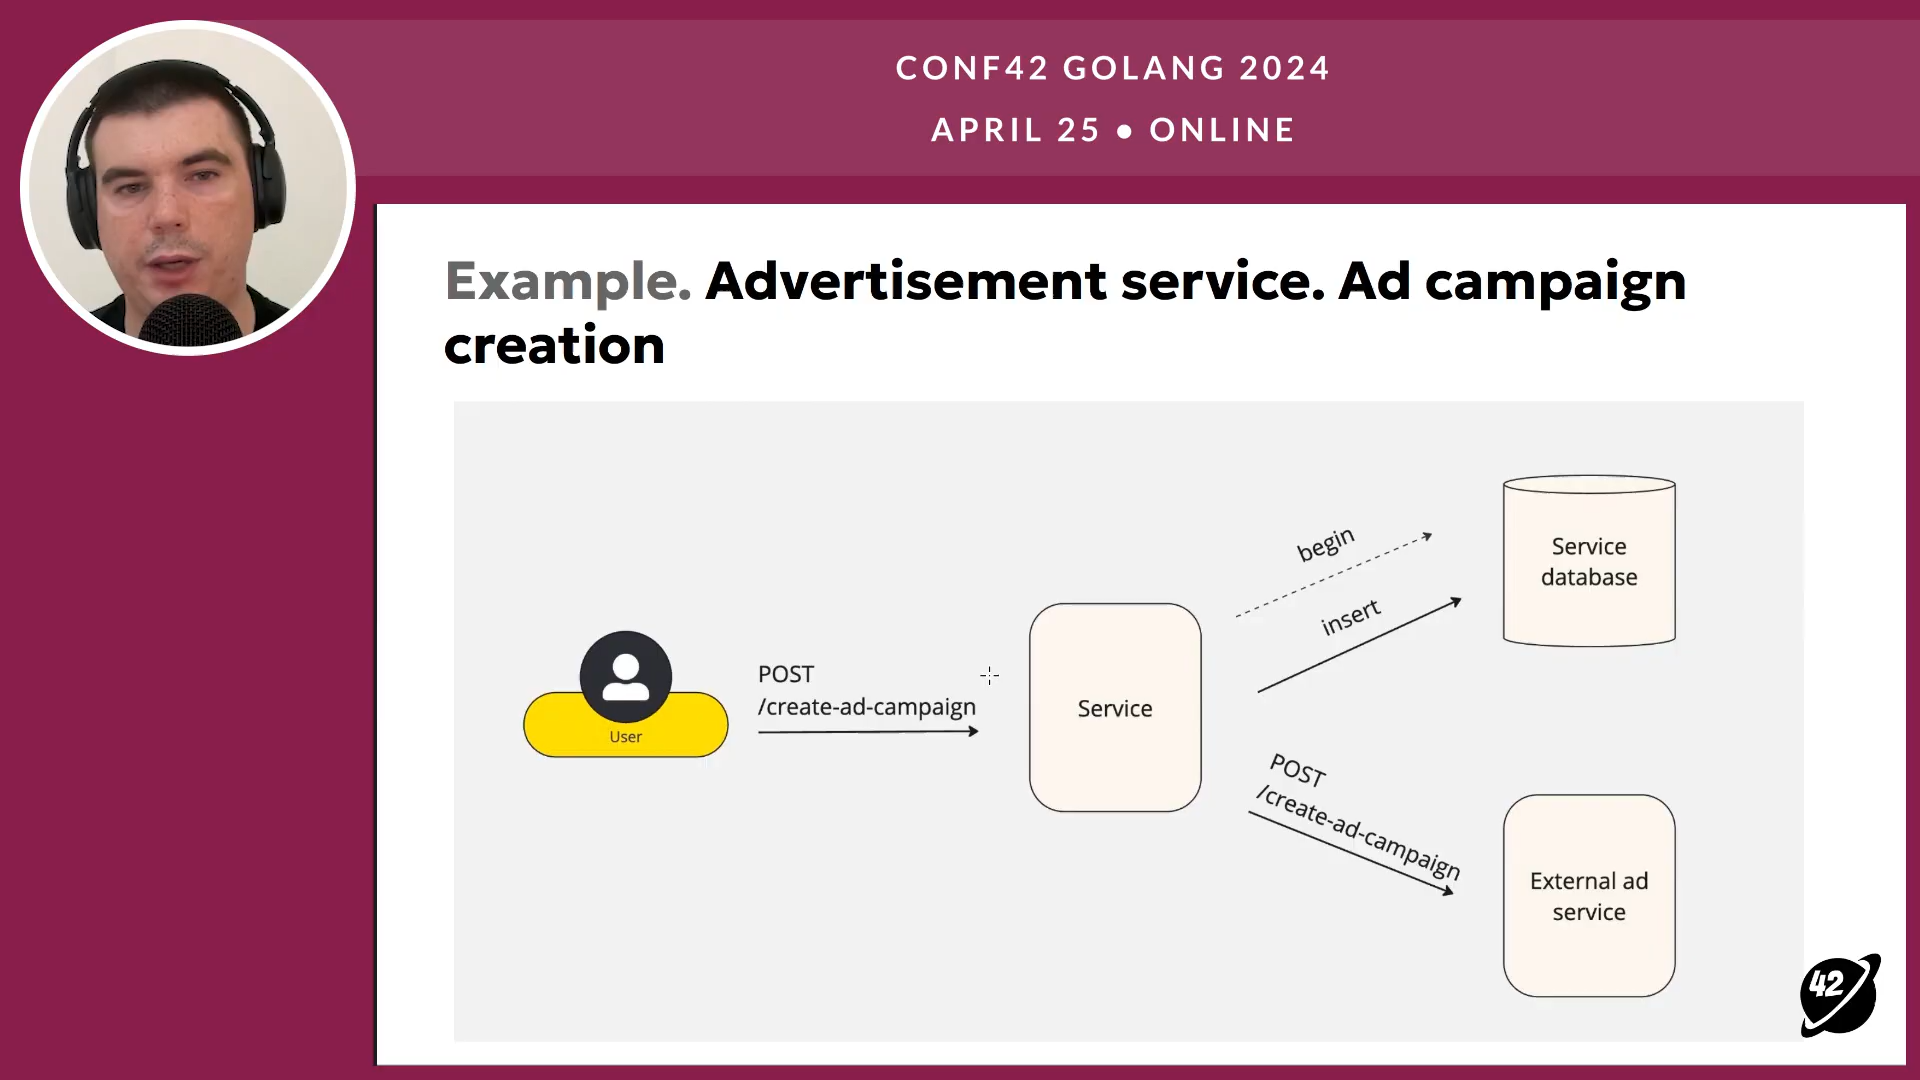 CONF42 GOLANG 2024
APRIL 25 • ONLINE
Example. Advertisement service. Ad campaign
creation
begin
insert
Service
database
POST
/create-ad-campaign
User
Service
POST
/create-ad-campaign
External ad
service
42